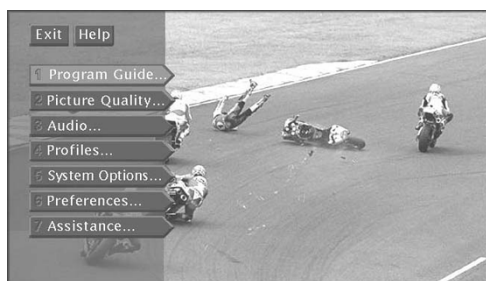 Exit Help
1 Program Guide...
2 Picture Quality...
3 Audio...
4 Profiles...
5 System Options...
6 Preferences...
7 Assistance...